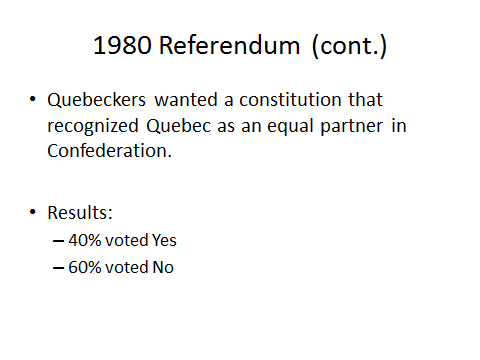 1980 Referendum (cont.)
• Quebeckers wanted a constitution that
recognized Quebec as an equal partner in
Confederation.
• Results:
– 40% voted Yes
– 60% voted No